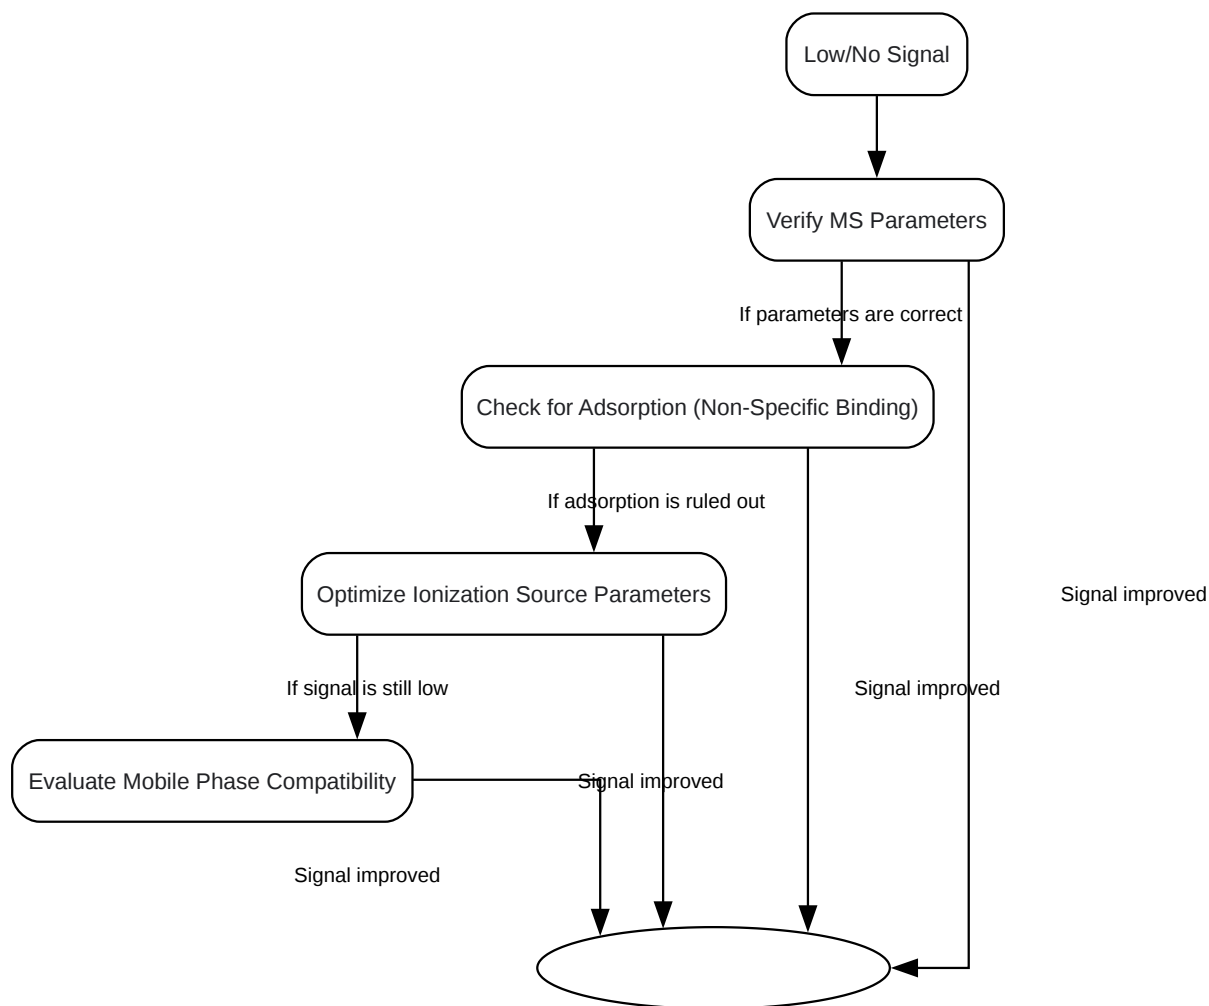 Low/No Signal
Verify MS Parameters
If parameters are correct
Check for Adsorption (Non-Specific Binding)
If adsorption is ruled out
Optimize Ionization Source Parameters
Signal improved
If signal is still low
Signal improved
Evaluate Mobile Phase Compatibility
Signal improved
Signal improved